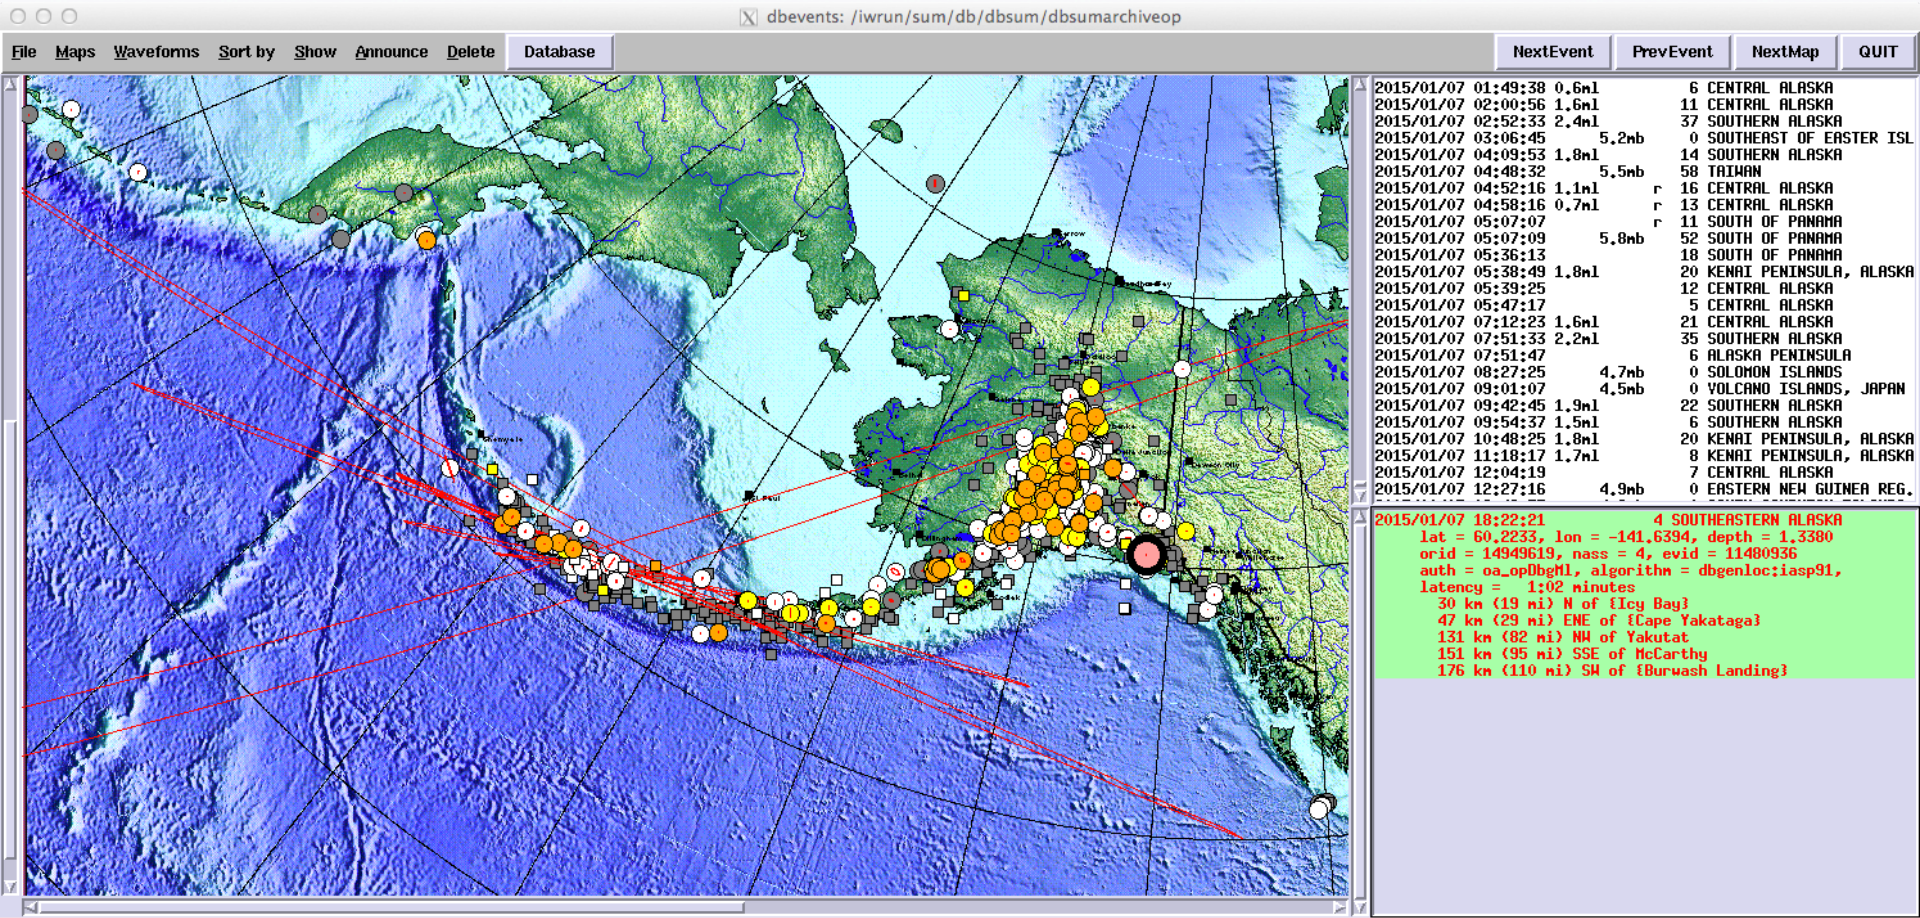 dbevents: /iwrun/sum/db/dbsum/dbsumarchiveop
File Maps Waveforms Sort by Show Announce Delete Database NextEvent PrevEvent NextMap QUIT
2015/01/07 01:49:38 0.6ml 6 CENTRAL ALASKA
2015/01/07 02:00:56 1.6ml 11 CENTRAL ALASKA
2015/01/07 02:52:33 2.4ml 37 SOUTHERN ALASKA
2015/01/07 03:06:45 5.2mb 0 SOUTHEAST OF EASTER ISL
2015/01/07 04:09:53 1.8ml 14 SOUTHERN ALASKA
2015/01/07 04:48:32 5.5mb 58 TAIWAN
2015/01/07 04:52:16 1.1ml r 16 CENTRAL ALASKA
2015/01/07 04:58:16 0.7ml r 13 CENTRAL ALASKA
2015/01/07 05:07:07 r 11 SOUTH OF PANAMA
2015/01/07 05:07:09 5.8mb 52 SOUTH OF PANAMA
2015/01/07 05:36:13 18 SOUTH OF PANAMA
2015/01/07 05:38:49 1.8ml 20 KENAI PENINSULA, ALASKA
2015/01/07 05:39:25 12 CENTRAL ALASKA
2015/01/07 05:47:17 5 CENTRAL ALASKA
2015/01/07 07:12:23 1.6ml 21 CENTRAL ALASKA
2015/01/07 07:51:33 2.2ml 35 SOUTHERN ALASKA
2015/01/07 07:51:47 6 ALASKA PENINSULA
2015/01/07 08:27:25 4.7mb 0 SOLOMON ISLANDS
2015/01/07 09:01:07 4.5mb 0 VOLCANO ISLANDS, JAPAN
2015/01/07 09:42:45 1.9ml 22 SOUTHERN ALASKA
2015/01/07 09:54:37 1.5ml 6 SOUTHERN ALASKA
2015/01/07 10:48:25 1.8ml 20 KENAI PENINSULA, ALASKA
2015/01/07 11:18:17 1.7ml 8 KENAI PENINSULA, ALASKA
2015/01/07 12:04:19 7 CENTRAL ALASKA
2015/01/07 12:27:16 4.9mb 0 EASTERN NEW GUINEA REG.
2015/01/07 18:22:21 4 SOUTHEASTERN ALASKA
lat = 60.2233, lon = -141.6394, depth = 1.3380
orid = 14949619, nass = 4, evid = 11480936
auth = oa_opDbgMl, algorithm = dbgenloc:iasp91,
latency = 1:02 minutes
30 km (19 mi) N of {Icy Bay}
47 km (29 mi) ENE of {Cape Yakataga}
131 km (82 mi) NW of Yakutat
151 km (95 mi) SSE of McCarthy
176 km (110 mi) SW of {Burwash Landing}